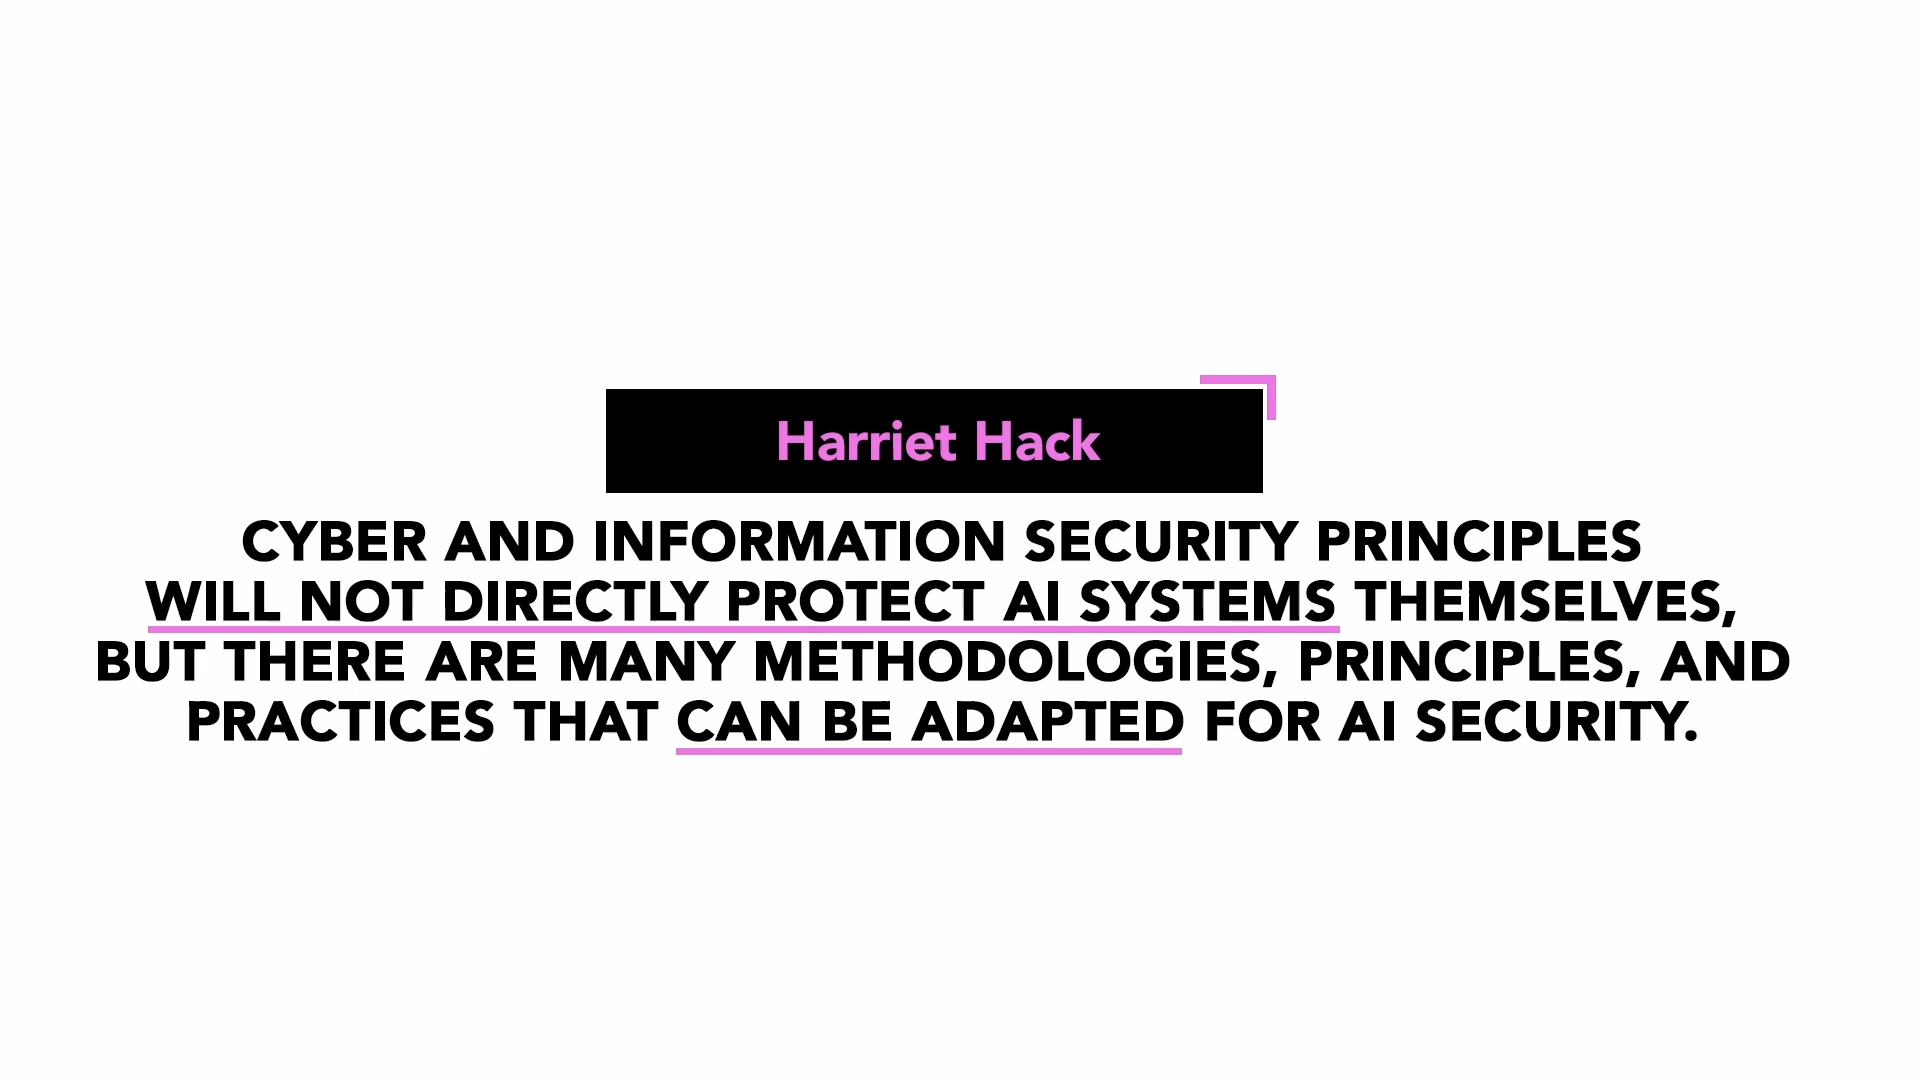 Harriet Hack
CYBER AND INFORMATION SECURITY PRINCIPLES
WILL NOT DIRECTLY PROTECT AI SYSTEMS THEMSELVES,
BUT THERE ARE MANY METHODOLOGIES, PRINCIPLES, AND
PRACTICES THAT CAN BE ADAPTED FOR AI SECURITY.